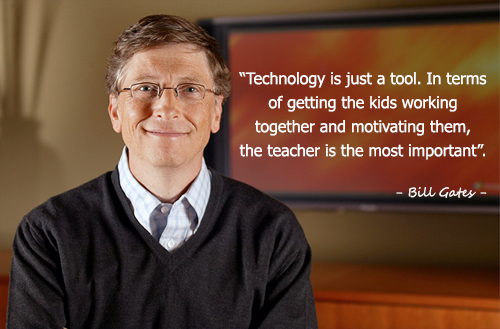 “Technology is just a tool. In terms
of getting the kids working
together and motivating them,
the teacher is the most important”.
– Bill Gates –